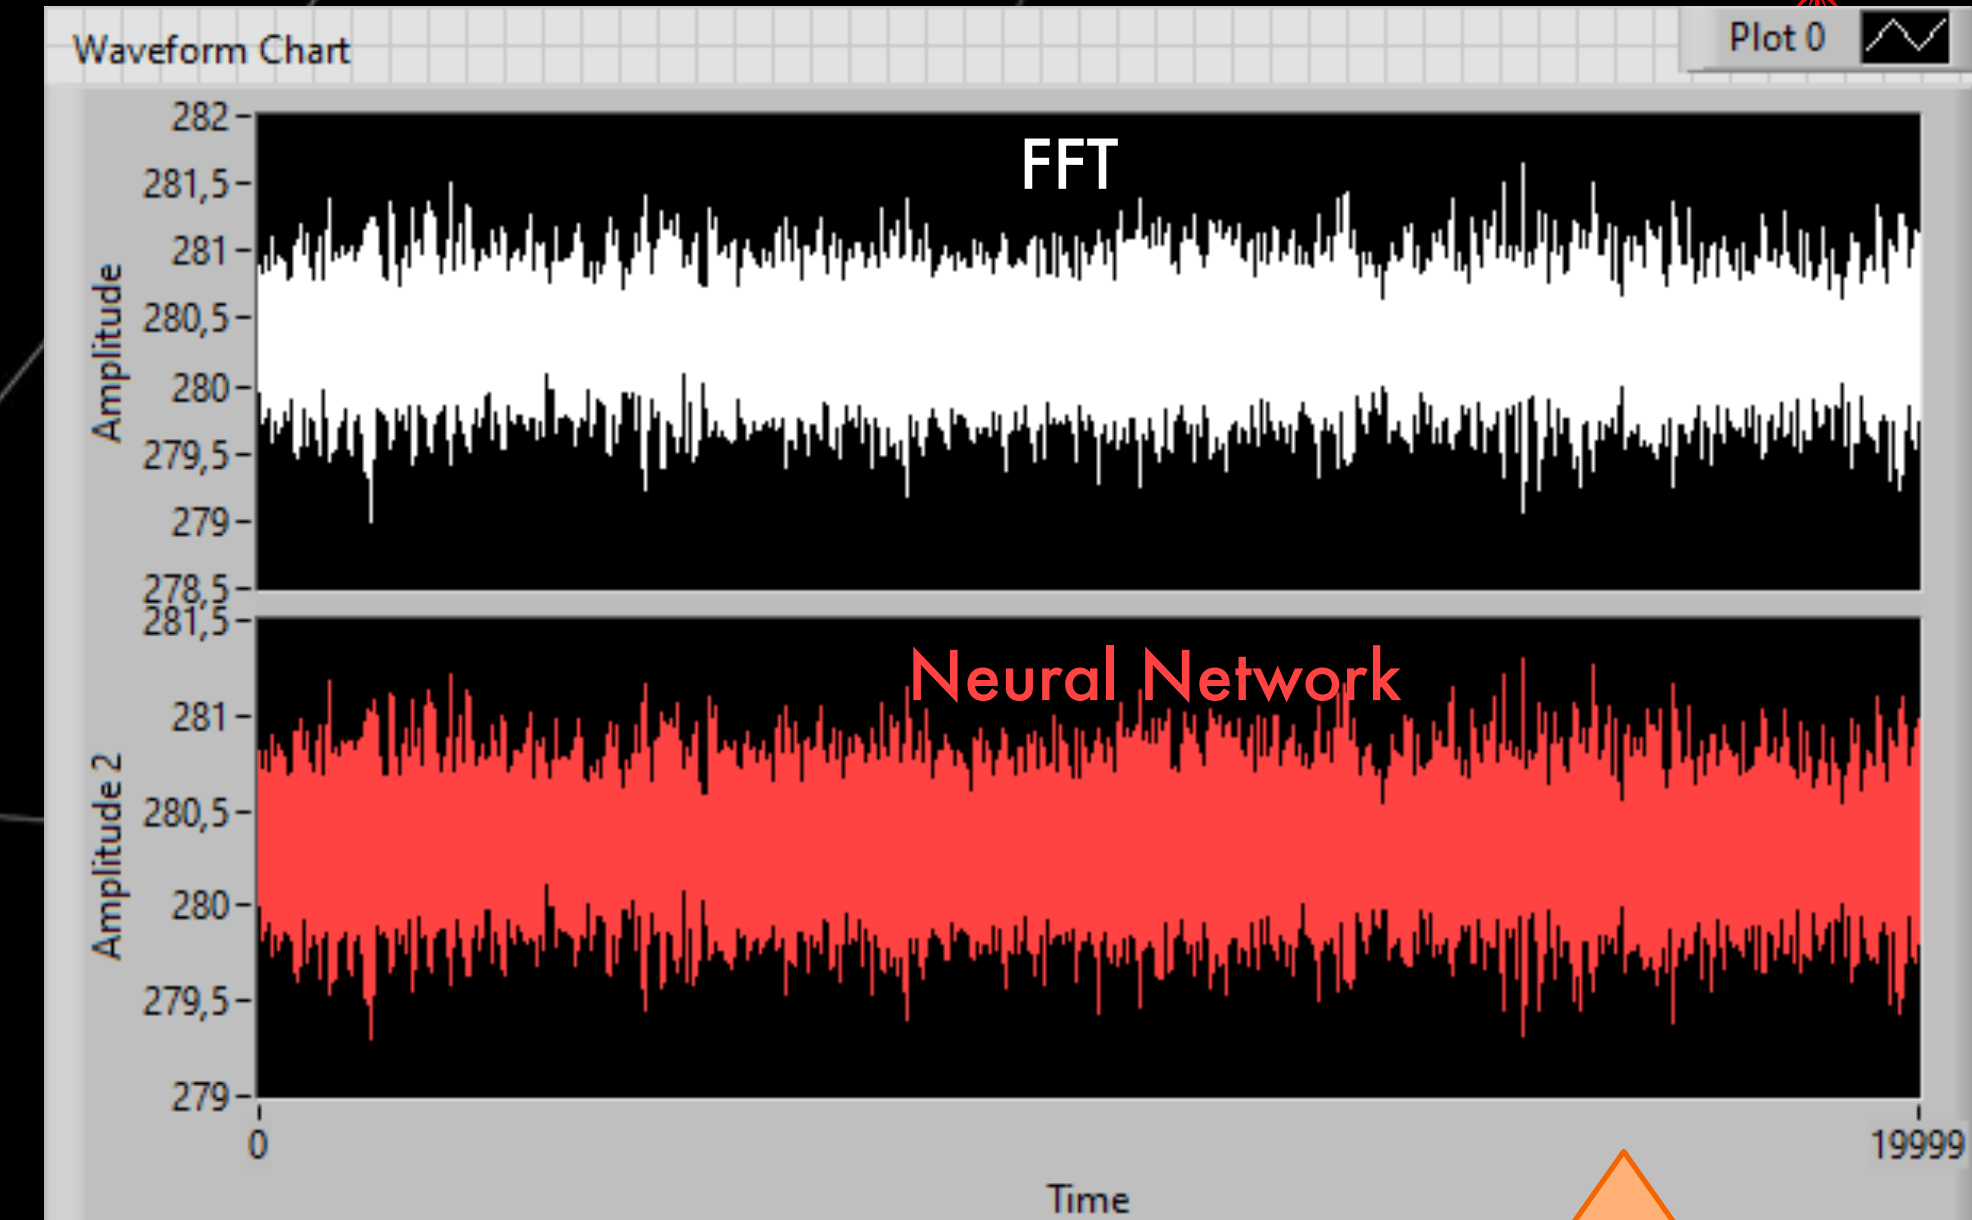 Waveform Chart
Plot 0
282
FFT
281,5
281
280,5
280
279,5
279
278,5
Amplitude
281,5
Neural Network
281
280,5
280
279,5
279
Amplitude 2
0
19999
Time